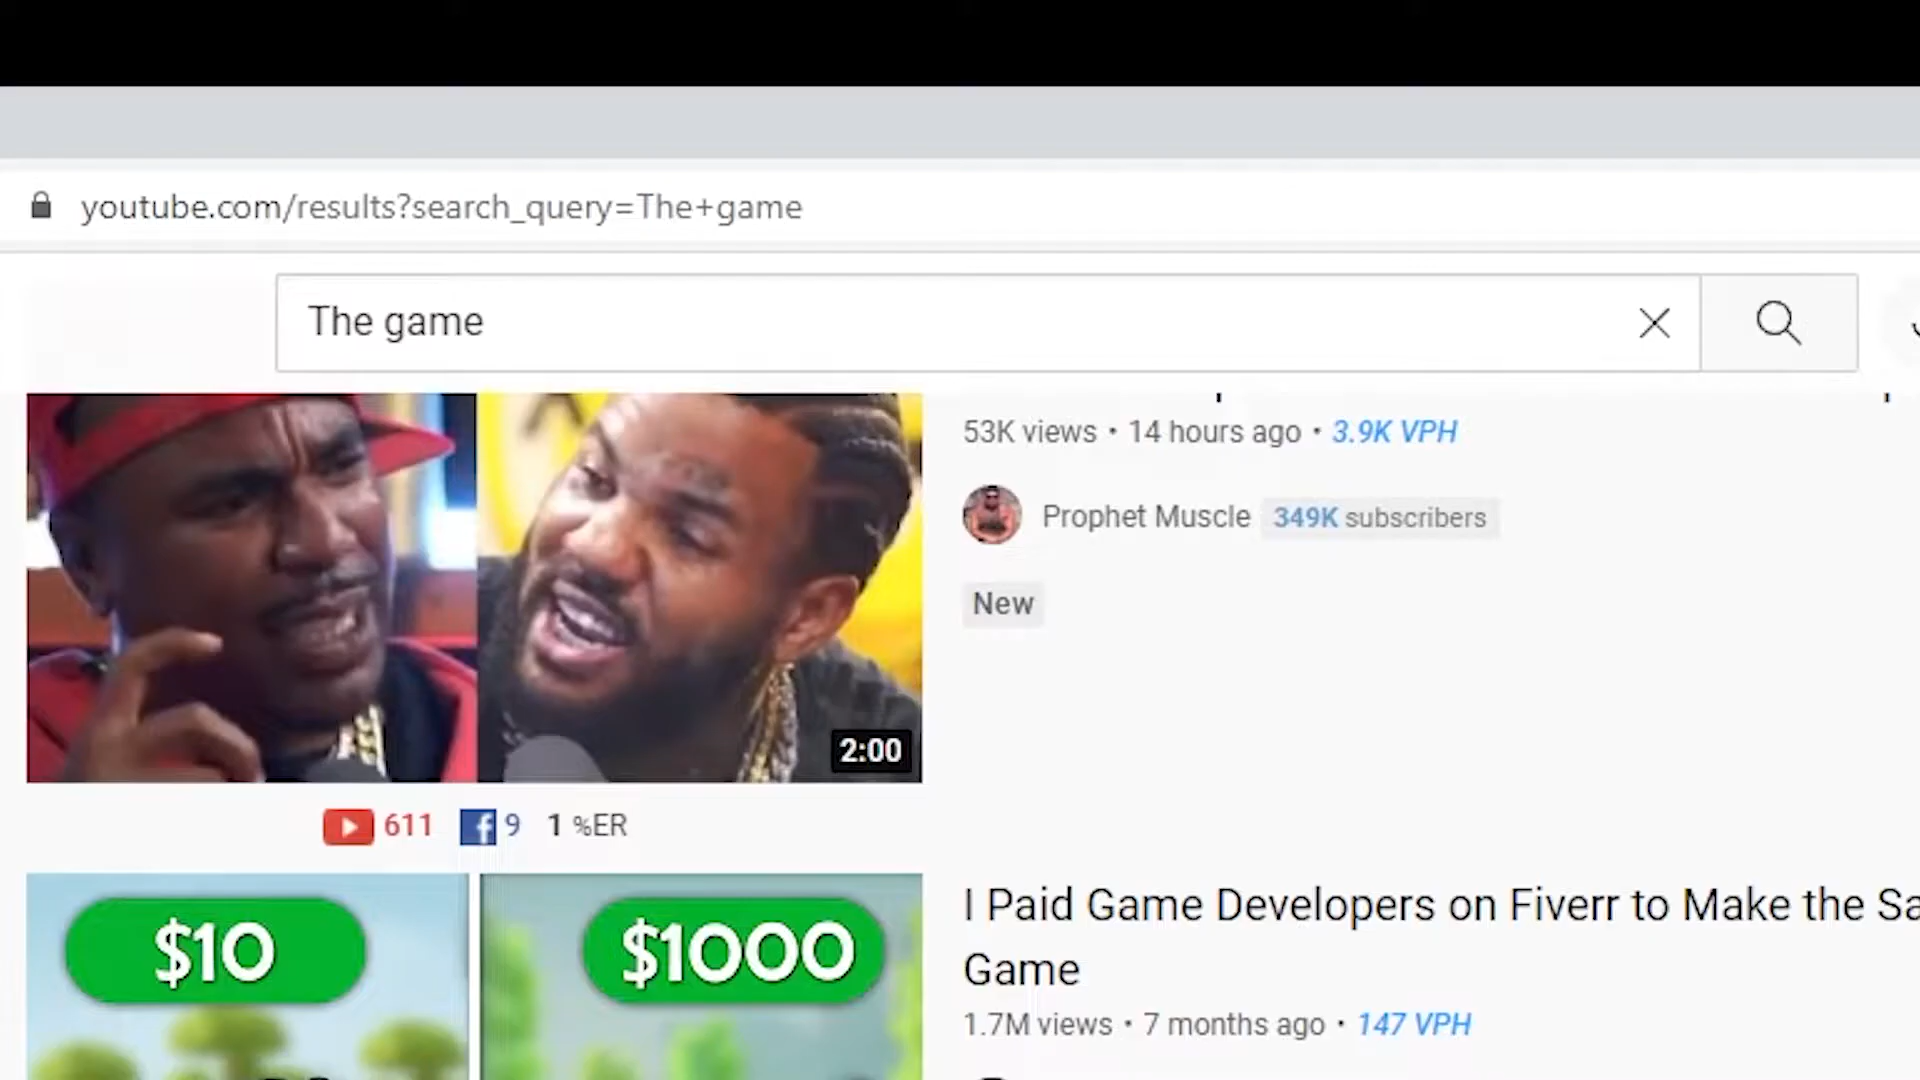 youtube.com/results?search_query=The+game
The game
53K views • 14 hours ago • 3.9K VPH
Prophet Muscle 349K subscribers
New
2:00
611 f 9 1 %ER
$10 $1000
I Paid Game Developers on Fiverr to Make the Sa
Game
1.7M views • 7 months ago • 147 VPH